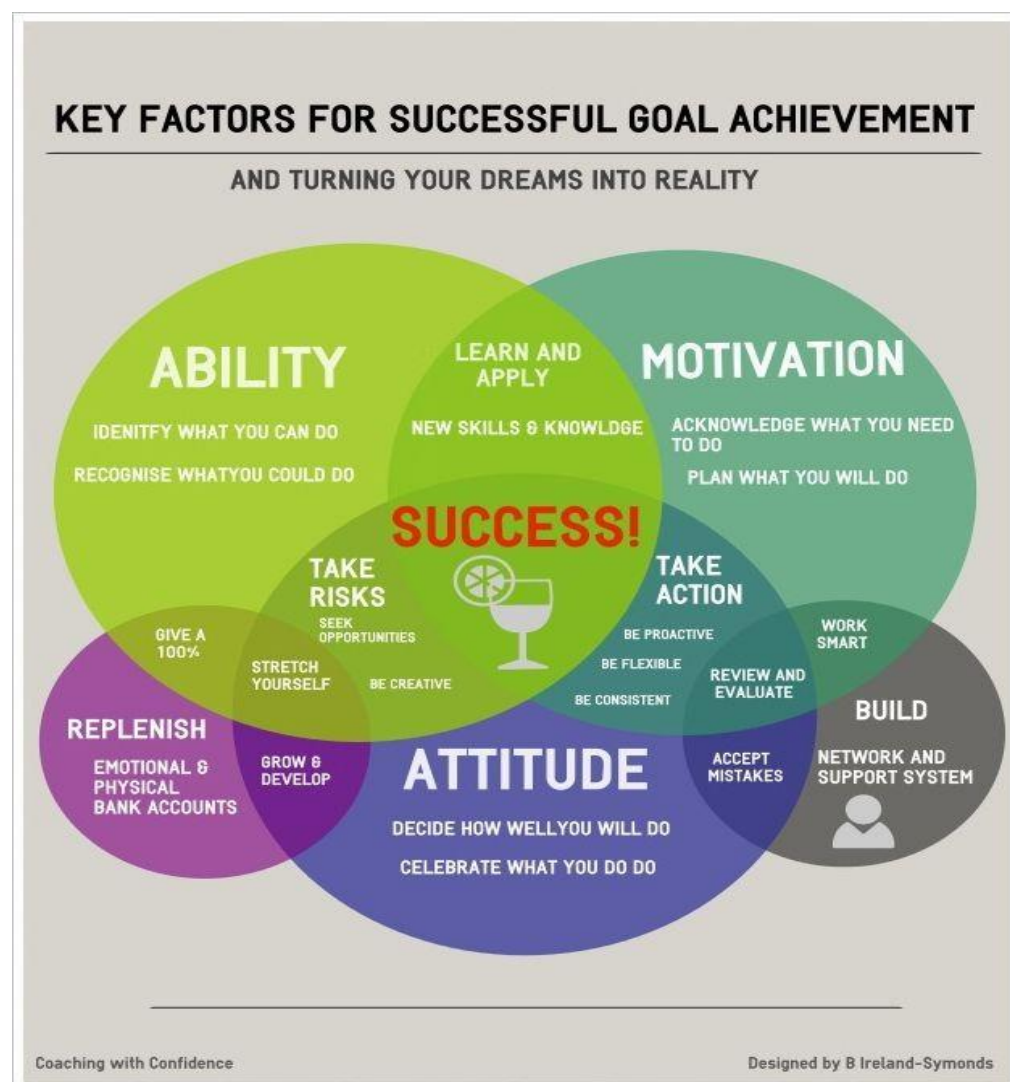 KEY FACTORS FOR SUCCESSFUL GOAL ACHIEVEMENT
AND TURNING YOUR DREAMS INTO REALITY
ABILITY
IDENITFY WHAT YOU CAN DO
RECOGNISE WHATYOU COULD DO
LEARN AND
APPLY
NEW SKILLS & KNOWLDGE
MOTIVATION
ACKNOWLEDGE WHAT YOU NEED
TO DO
PLAN WHAT YOU WILL DO
SUCCESS!
TAKE
RISKS
SEEK
OPPORTUNITIES
BE CREATIVE
TAKE
ACTION
BE PROACTIVE
BE FLEXIBLE
BE CONSISTENT
GIVE A
100%
STRETCH
YOURSELF
WORK
SMART
REVIEW AND
EVALUATE
REPLENISH
EMOTIONAL &
PHYSICAL
BANK ACCOUNTS
GROW &
DEVELOP
ATTITUDE
DECIDE HOW WELLYOU WILL DO
CELEBRATE WHAT YOU DO DO
ACCEPT
MISTAKES
BUILD
NETWORK AND
SUPPORT SYSTEM
Coaching with Confidence
Designed by B Ireland-Symonds